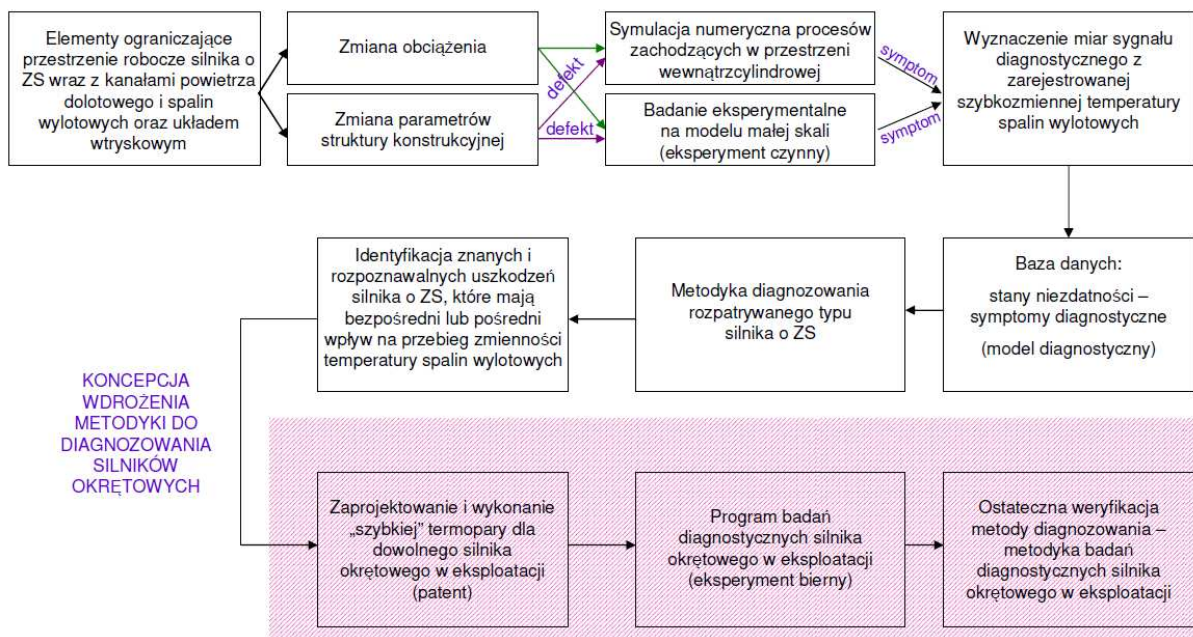 Elementy ograniczające
przestrzenie robocze silnika o
ZS wraz z kanałami powietrza
dolotowego i spalin
wylotowych oraz układem
wtryskowym
Zmiana obciążenia
Zmiana parametrów
struktury konstrukcyjnej
defekt
defekt
Symulacja numeryczna procesów
zachodzących w przestrzeni
wewnątrzcylindrowej
Badanie eksperymentalne
na modelu małej skali
(eksperyment czynny)
symptom
symptom
Wyznaczenie miar sygnału
diagnostycznego z
zarejestrowanej
szybkozmiennej temperatury
spalin wylotowych
Baza danych:
stany niezdatności –
symptomy diagnostyczne
(model diagnostyczny)
Metodyka diagnozowania
rozpatrywanego typu
silnika o ZS
Identyfikacja znanych i
rozpoznawalnych uszkodzeń
silnika o ZS, które mają
bezpośredni lub pośredni
wpływ na przebieg zmienności
temperatury spalin wylotowych
KONCEPCJA
WDROŻENIA
METODYKI DO
DIAGNOZOWANIA
SILNIKÓW
OKRĘTOWYCH
Zaprojektowanie i wykonanie
„szybkiej” termopary dla
dowolnego silnika
okrętowego w eksploatacji
(patent)
Program badań
diagnostycznych silnika
okrętowego w eksploatacji
(eksperyment bierny)
Ostateczna weryfikacja
metody diagnozowania –
metodyka badań
diagnostycznych silnika
okrętowego w eksploatacji